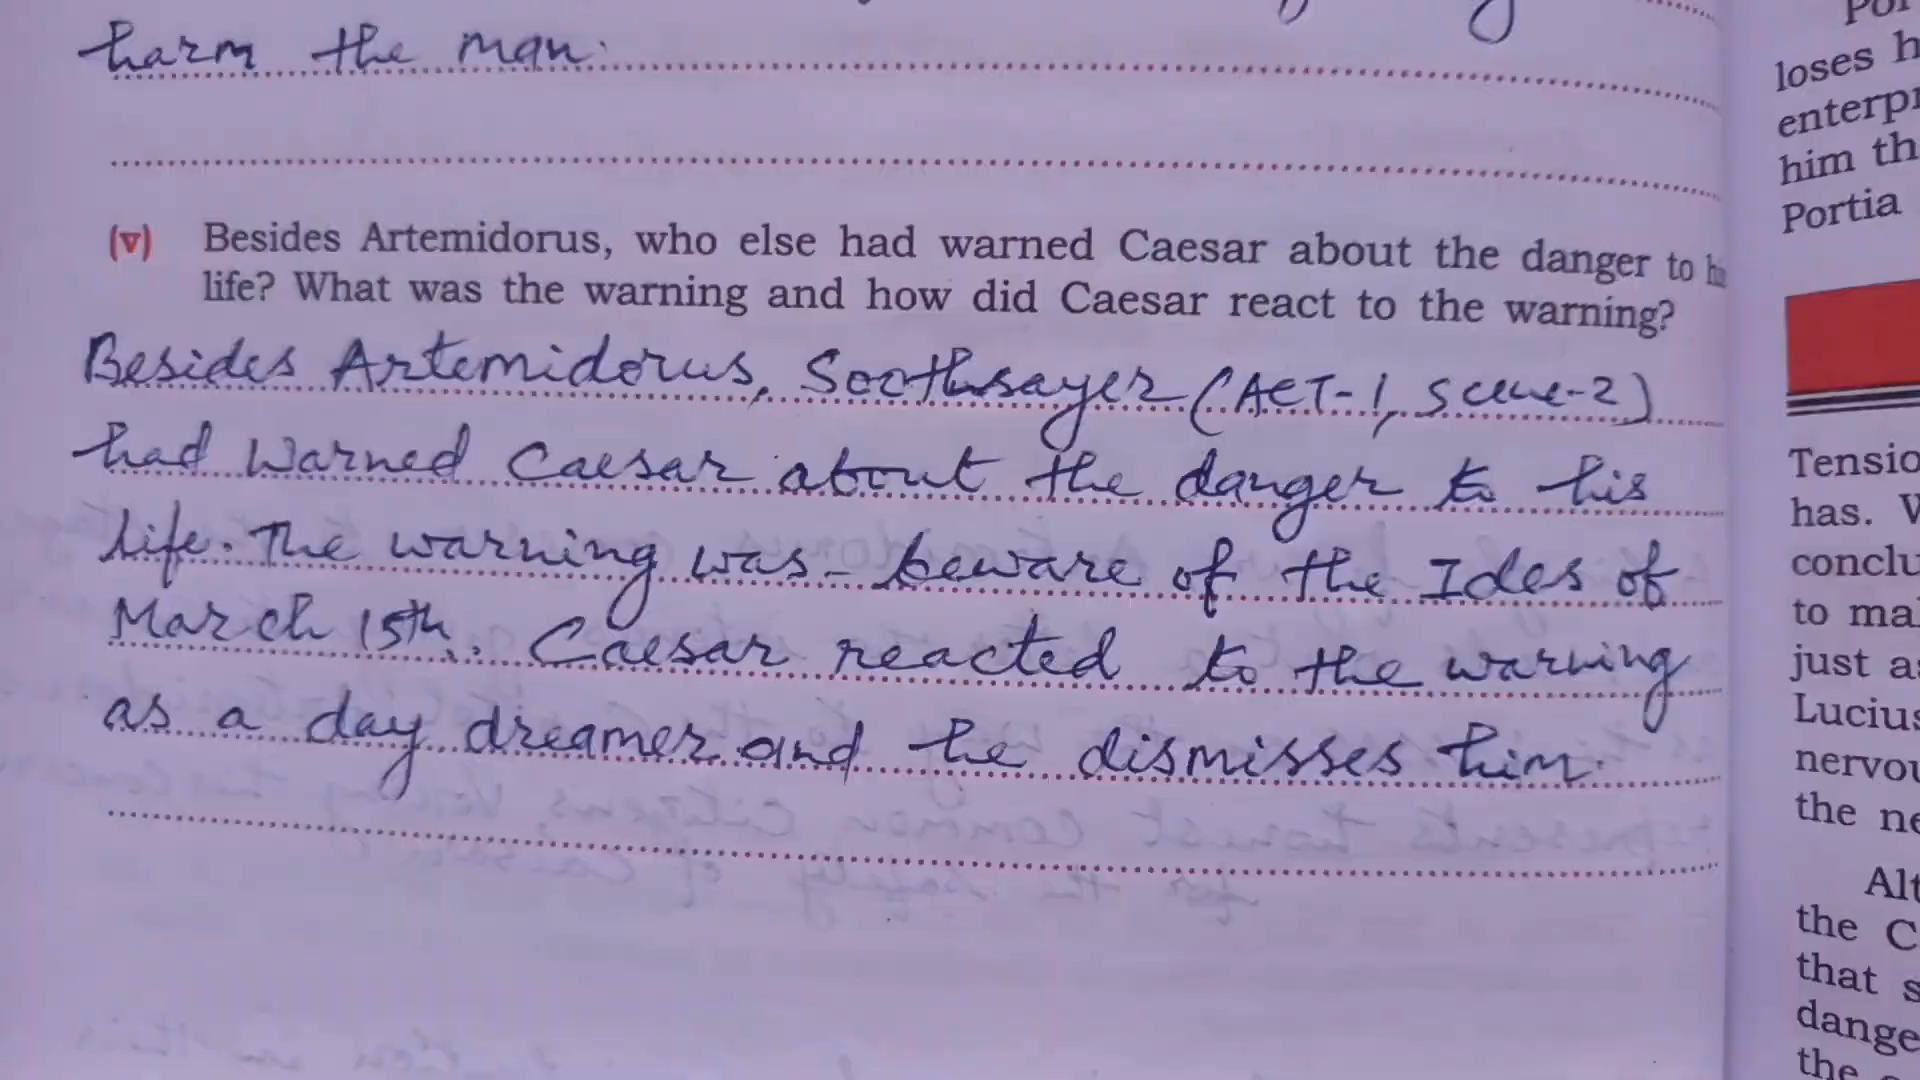 harm the man.
(v) Besides Artemidorus, who else had warned Caesar about the danger to
life? What was the warning and how did Caesar react to the warning?
Besides Artemidorus, Soothsayer (ACT-1, Scene-2)
had warned Caesar about the danger to his
life. The warning was - beware of the Ides of
March 15th. Caesar reacted to the warning
as a day dreamer and he dismisses him.
loses h
enterpr
him th
Portia
Tensio
has. W
conclu
to mal
just as
Lucius
nervou
the ne
Alt
the C
that s
dange
the